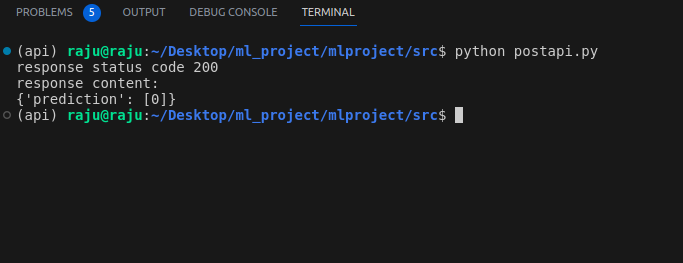 PROBLEMS 5 OUTPUT DEBUG CONSOLE TERMINAL
(api) raju@raju:~/Desktop/ml_project/mlproject/src$ python postapi.py
response status code 200
response content:
{'prediction': [0]}
(api) raju@raju:~/Desktop/ml_project/mlproject/src$